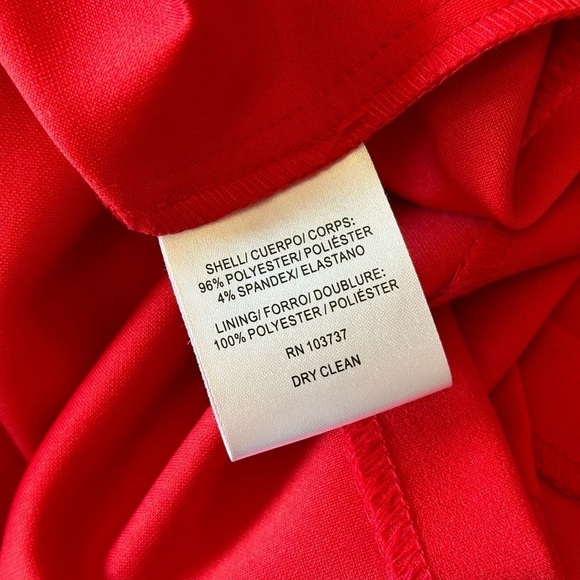 SHELL/ CUERPO/ CORPS:
96% POLYESTER/ POLIÉSTER
4% SPANDEX/ ELASTANO
LINING/ FORRO/ DOUBLURE:
100% POLYESTER / POLIÉSTER
RN 103737
DRY CLEAN